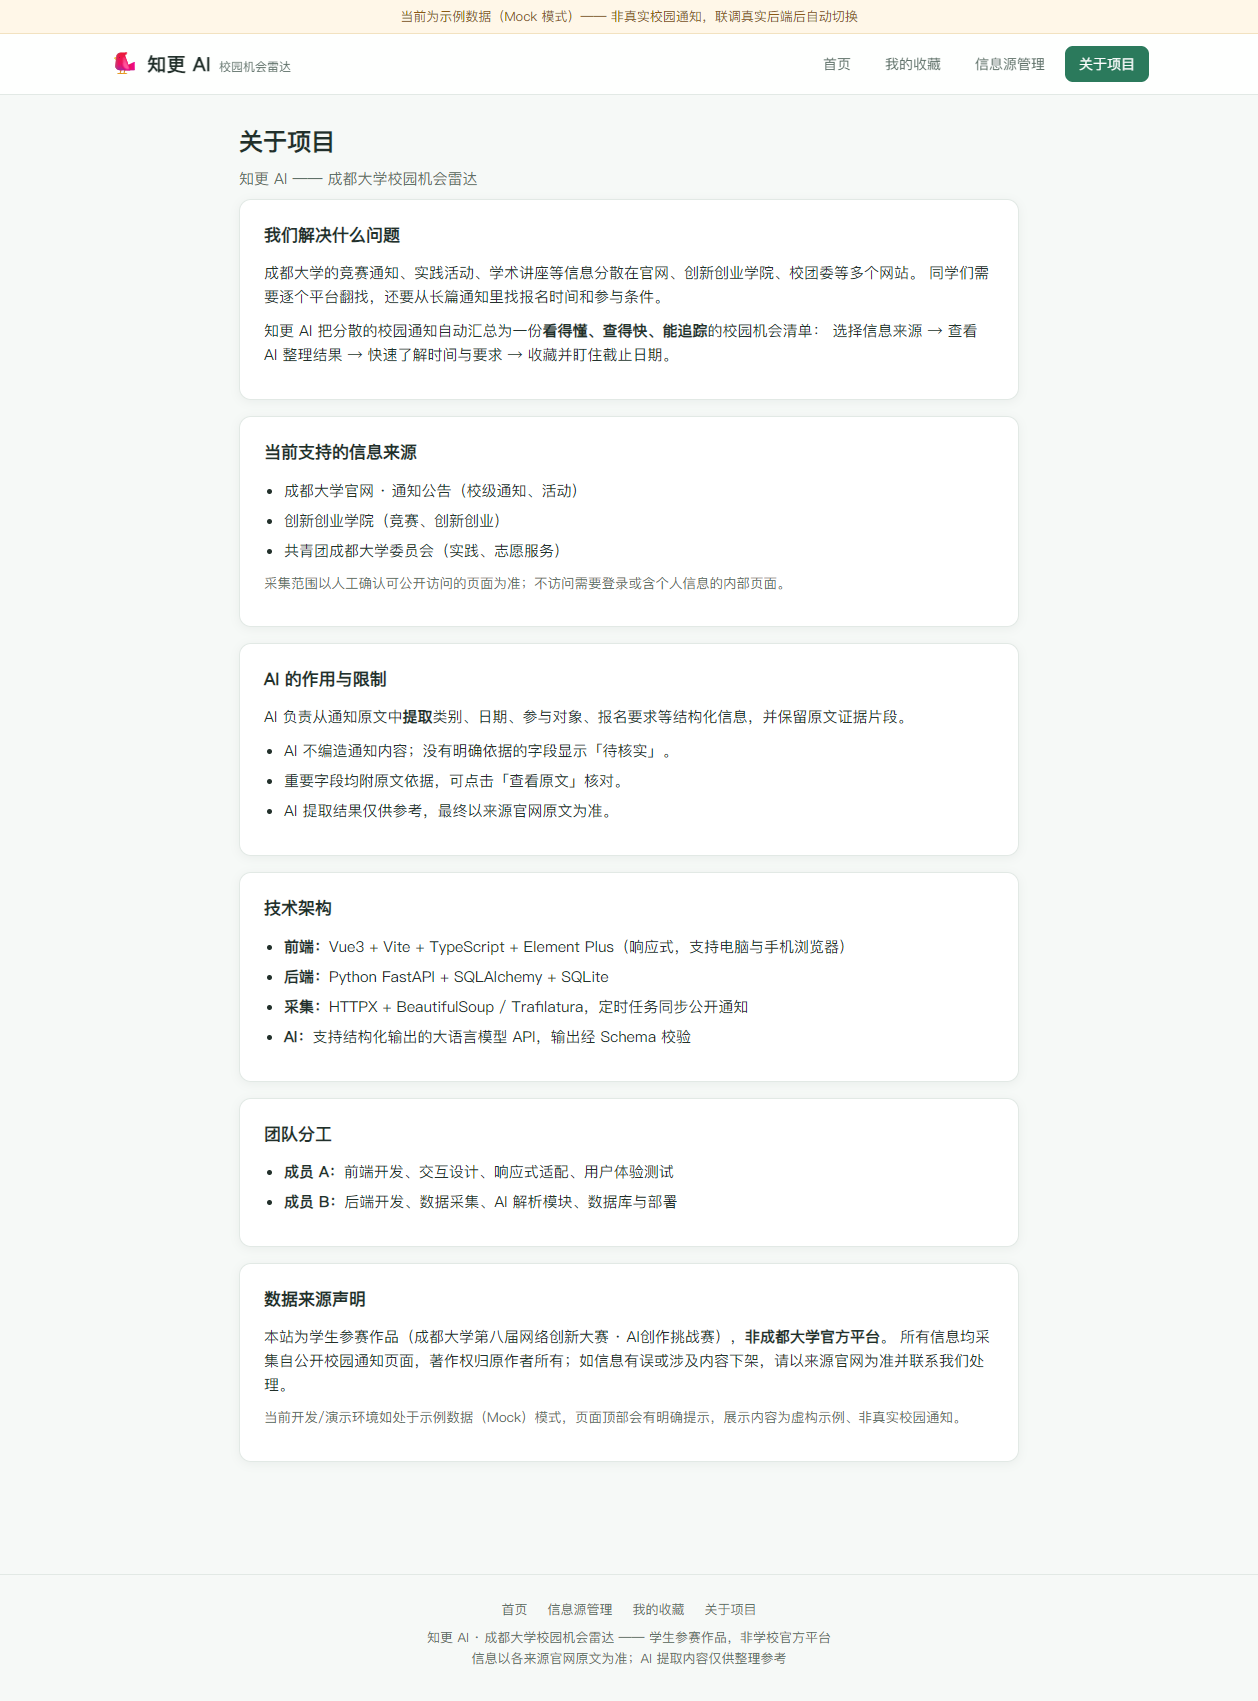 当前为示例数据（Mock 模式）—— 非真实校园通知，联调真实后端后自动切换
知更 AI 校园机会雷达
首页 我的收藏 信息源管理 关于项目
关于项目
知更 AI —— 成都大学校园机会雷达
我们解决什么问题
成都大学的竞赛通知、实践活动、学术讲座等信息分散在官网、创新创业学院、校团委等多个网站。 同学们需
要逐个平台翻找，还要从长篇通知里找报名时间和参与条件。
知更 AI 把分散的校园通知自动汇总为一份看得懂、查得快、能追踪的校园机会清单： 选择信息来源 → 查看
AI 整理结果 → 快速了解时间与要求 → 收藏并盯住截止日期。
当前支持的信息来源
• 成都大学官网 · 通知公告（校级通知、活动）
• 创新创业学院（竞赛、创新创业）
• 共青团成都大学委员会（实践、志愿服务）
采集范围以人工确认可公开访问的页面为准；不访问需要登录或含个人信息的内部页面。
AI 的作用与限制
AI 负责从通知原文中提取类别、日期、参与对象、报名要求等结构化信息，并保留原文证据片段。
• AI 不编造通知内容；没有明确依据的字段显示「待核实」。
• 重要字段均附原文依据，可点击「查看原文」核对。
• AI 提取结果仅供参考，最终以来源官网原文为准。
技术架构
• 前端：Vue3 + Vite + TypeScript + Element Plus（响应式，支持电脑与手机浏览器）
• 后端：Python FastAPI + SQLAlchemy + SQLite
• 采集：HTTPX + BeautifulSoup / Trafilatura，定时任务同步公开通知
• AI：支持结构化输出的大语言模型 API，输出经 Schema 校验
团队分工
• 成员 A：前端开发、交互设计、响应式适配、用户体验测试
• 成员 B：后端开发、数据采集、AI 解析模块、数据库与部署
数据来源声明
本站为学生参赛作品（成都大学第八届网络创新大赛 · AI创作挑战赛），非成都大学官方平台。 所有信息均采
集自公开校园通知页面，著作权归原作者所有；如信息有误或涉及内容下架，请以来源官网为准并联系我们处
理。
当前开发/演示环境如处于示例数据（Mock）模式，页面顶部会有明确提示，展示内容为虚构示例、非真实校园通知。
首页 信息源管理 我的收藏 关于项目
知更 AI · 成都大学校园机会雷达 —— 学生参赛作品，非学校官方平台
信息以各来源官网原文为准；AI 提取内容仅供整理参考